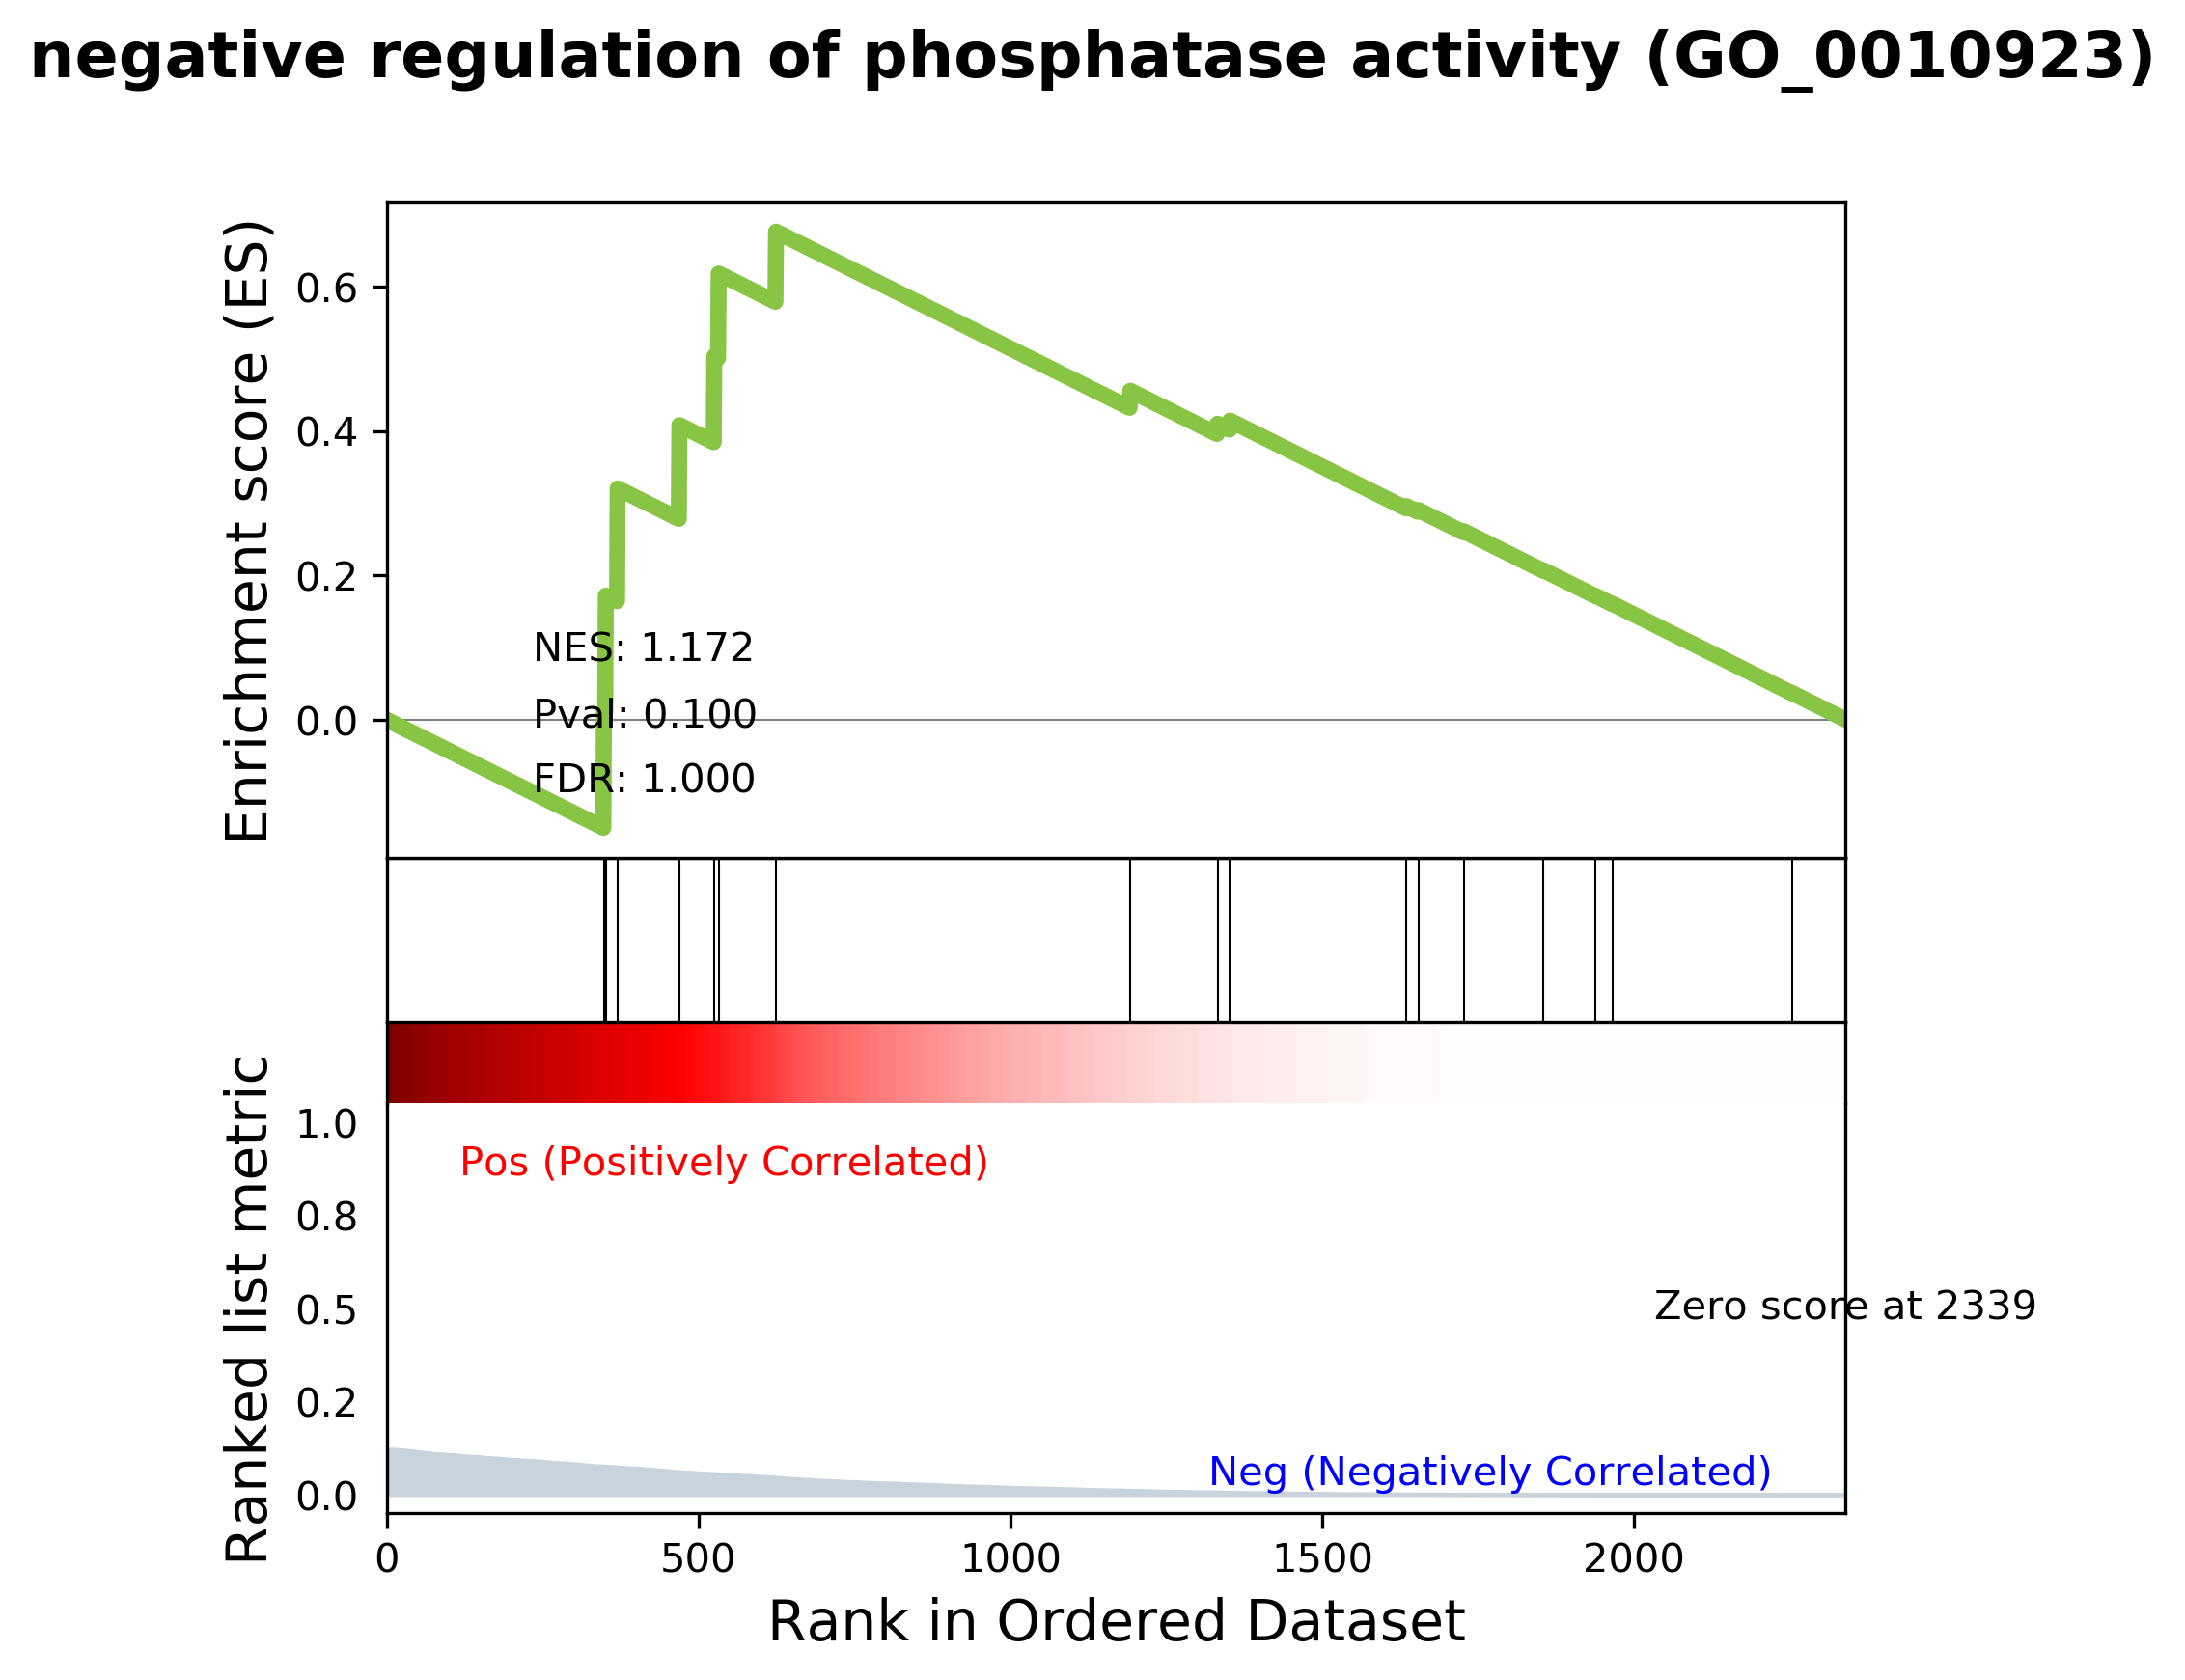 negative regulation of phosphatase activity (GO_0010923)
Enrichment score (ES)
0.6
0.4
0.2
0.0
NES: 1.172
Pval: 0.100
FDR: 1.000
Ranked list metric
1.0
0.8
0.5
0.2
0.0
Pos (Positively Correlated)
Zero score at 2339
Neg (Negatively Correlated)
0 500 1000 1500 2000
Rank in Ordered Dataset